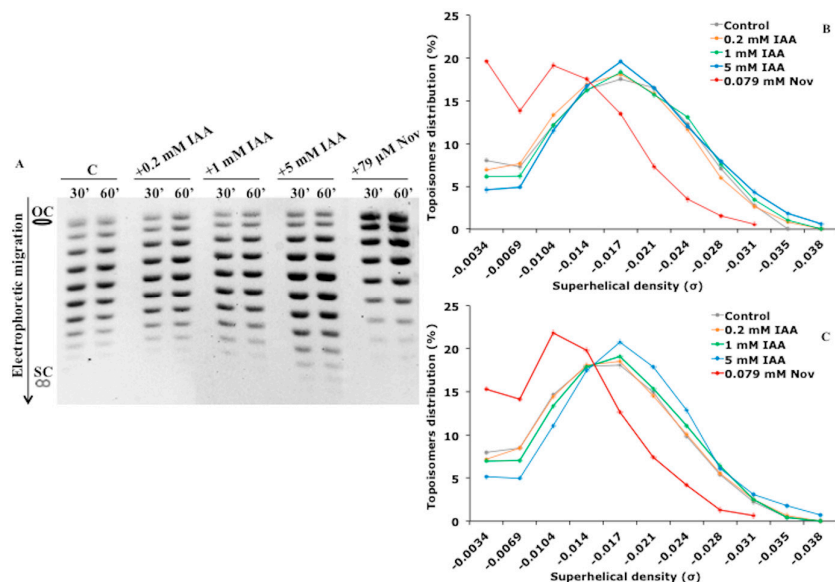 A
C
+0.2 mM IAA
+1 mM IAA
+5 mM IAA
+79 µM Nov
30’ 60’ 30’ 60’ 30’ 60’ 30’ 60’ 30’ 60’
OC
SC
Electrophoretic migration
B
Topoisomers distribution (%)
25
20
15
10
5
0
Control
0.2 mM IAA
1 mM IAA
5 mM IAA
0.079 mM Nov
-0.0034 -0.0069 -0.0104 -0.014 -0.017 -0.021 -0.024 -0.028 -0.031 -0.035 -0.038
Superhelical density (σ)
C
Topoisomers distribution (%)
25
20
15
10
5
0
Control
0.2 mM IAA
1 mM IAA
5 mM IAA
0.079 mM Nov
-0.0034 -0.0069 -0.0104 -0.014 -0.017 -0.021 -0.024 -0.028 -0.031 -0.035 -0.038
Superhelical density (σ)